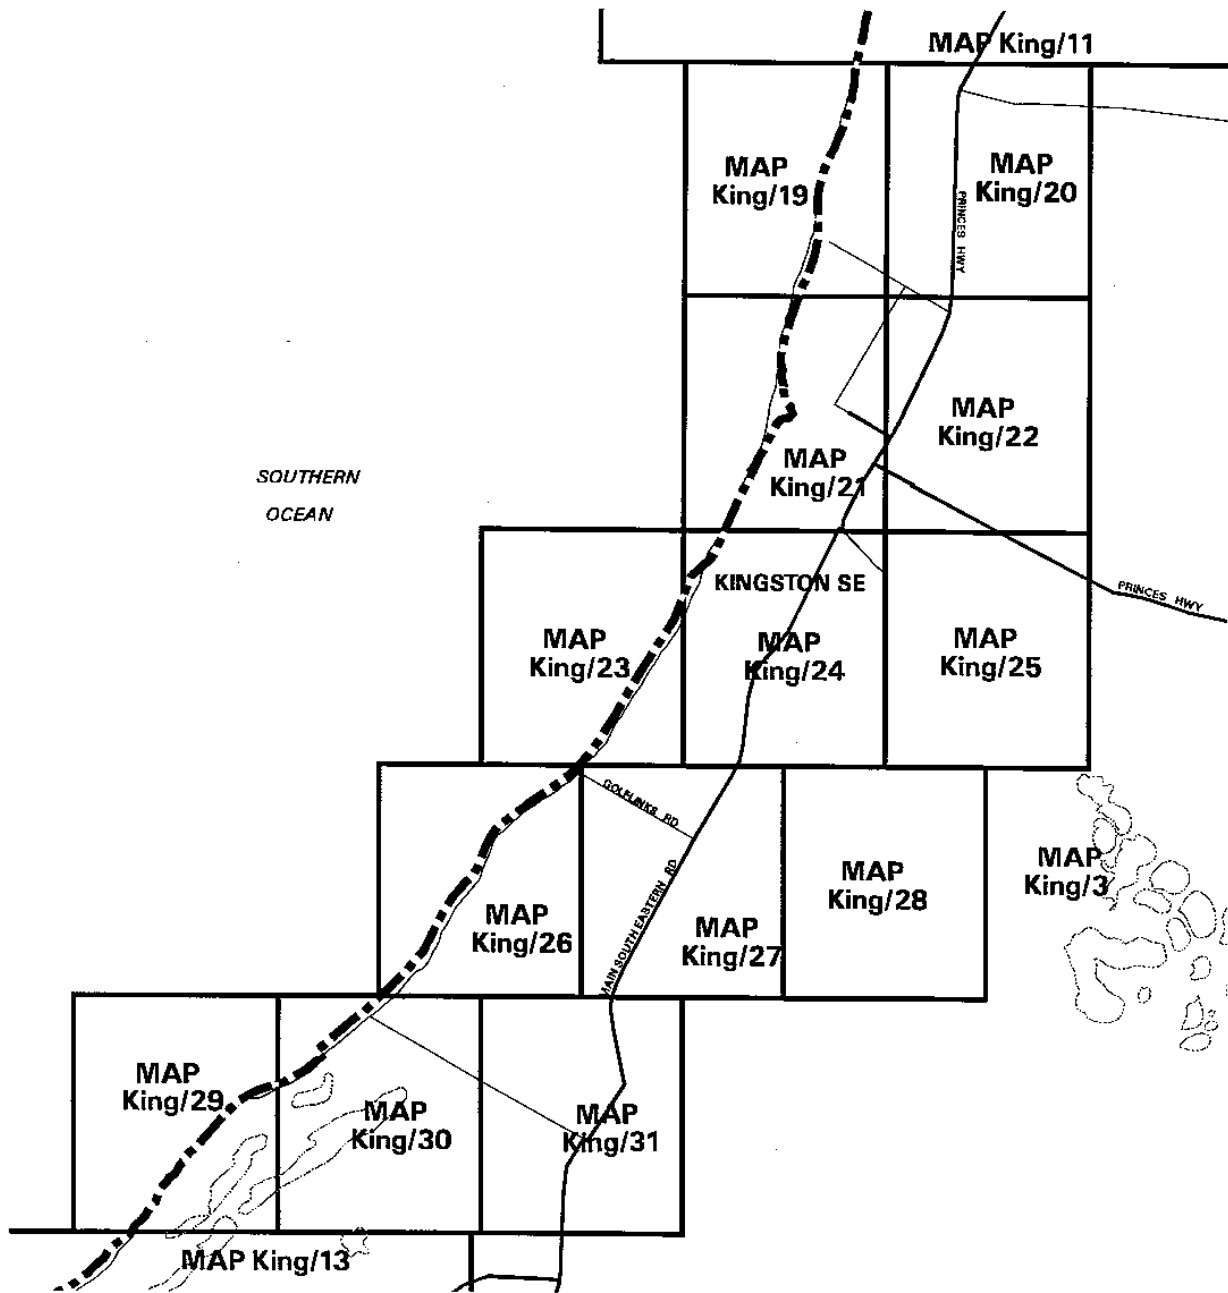 MAP King/11
MAP
King/19
MAP
King/20
PRINCES HWY
MAP
King/22
MAP
King/21
SOUTHERN
OCEAN
KINGSTON SE
PRINCES HWY
MAP
King/23
MAP
King/24
MAP
King/25
GOLFLINKS RD
MAP
King/3
MAP
King/28
MAIN SOUTH EASTERN RD
MAP
King/26
MAP
King/27
MAP
King/29
MAP
King/30
MAP
King/31
MAP King/13